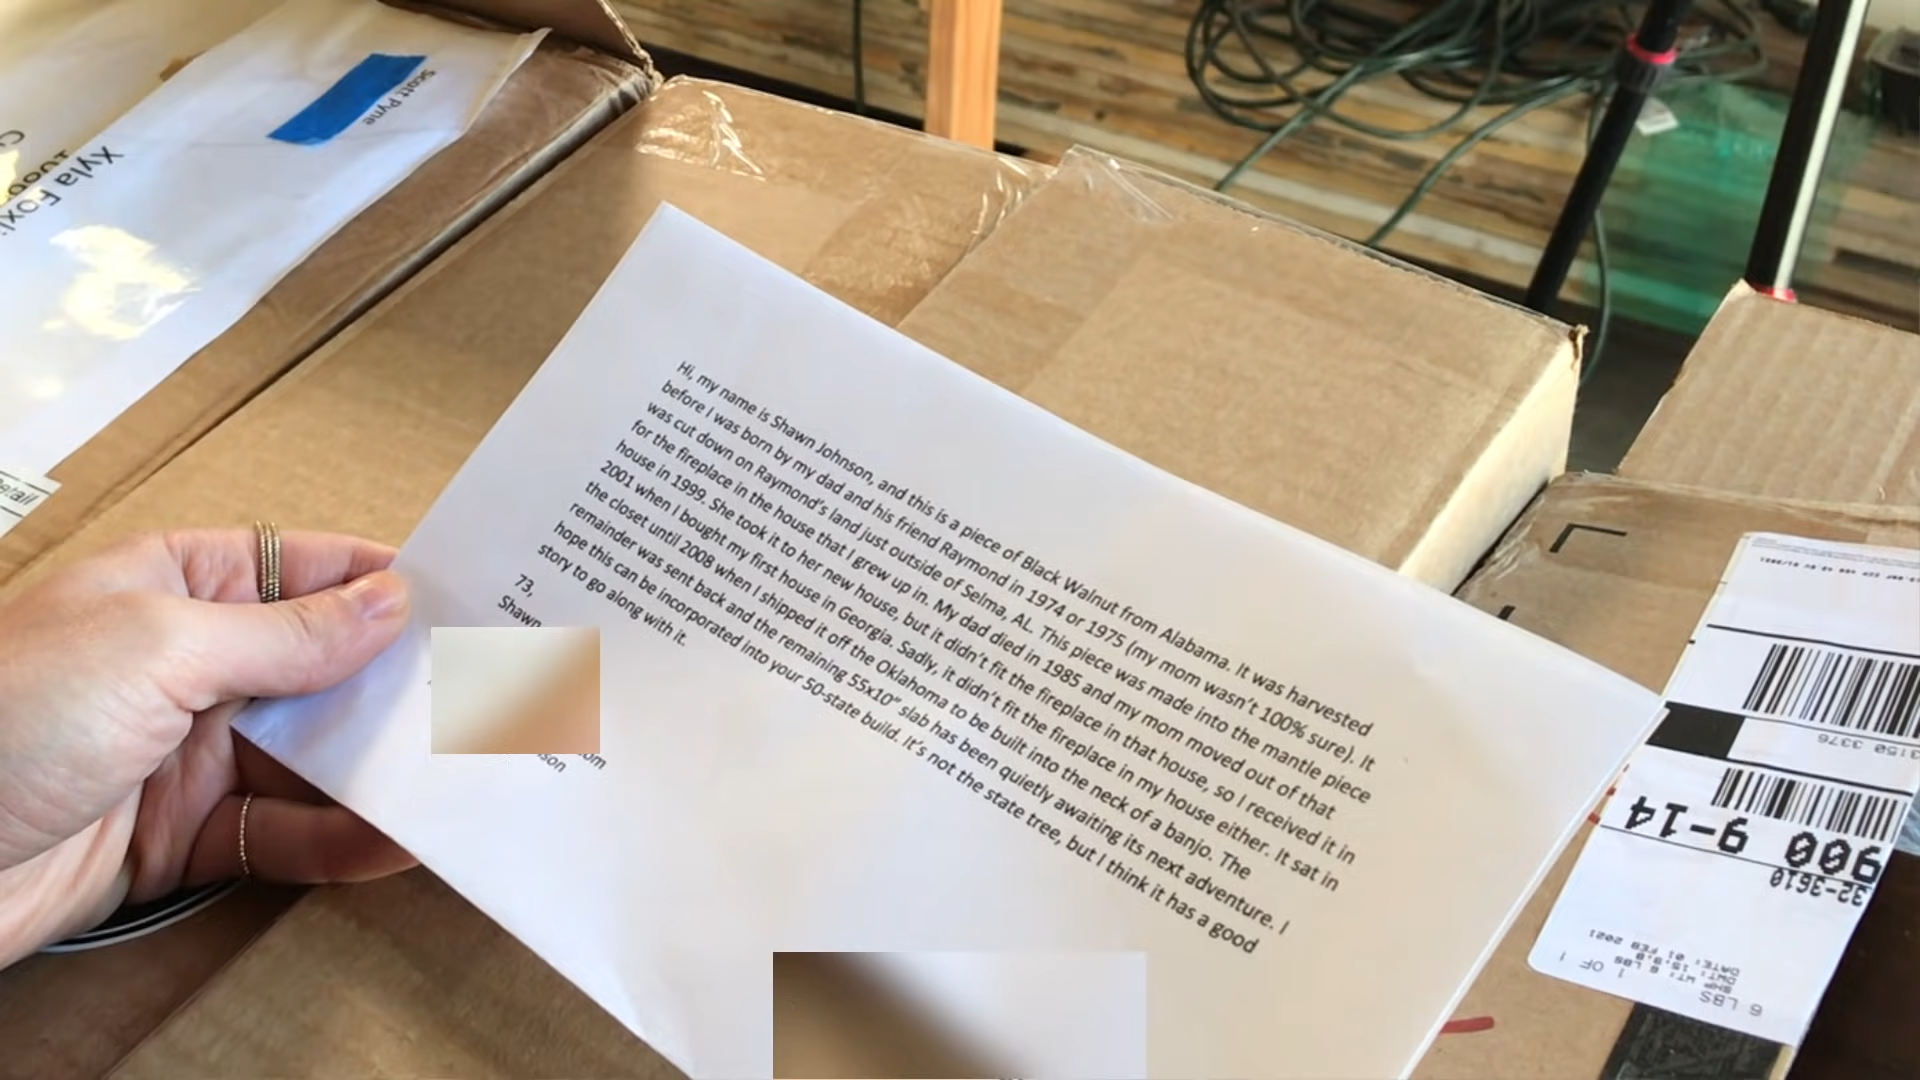 Scott Pyne
Xyla Foxl
Hi, my name is Shawn Johnson, and this is a piece of Black Walnut from Alabama. It was harvested
before I was born by my dad and his friend Raymond in 1974 or 1975 (my mom wasn't 100% sure). It
was cut down on Raymond's land just outside of Selma, AL. This piece was made into the mantle piece
for the fireplace in the house that I grew up in. My dad died in 1985 and my mom moved out of that
house in 1999. She took it to her new house, but it didn't fit the fireplace in that house, so I received it in
2001 when I bought my first house in Georgia. Sadly, it didn't fit the fireplace in my house either. It sat in
the closet until 2008 when I shipped it off the Oklahoma to be built into the neck of a banjo. The
remainder was sent back and the remaining 55x10" slab has been quietly awaiting its next adventure. I
hope this can be incorporated into your 50-state build. It's not the state tree, but I think it has a good
story to go along with it.
73,
Shawn
om
son
3150 3376
900 9-14
32-3610
6 LBS 1 OF 1
SHP WT: 6 LBS
DATE: 01 FEB 2021